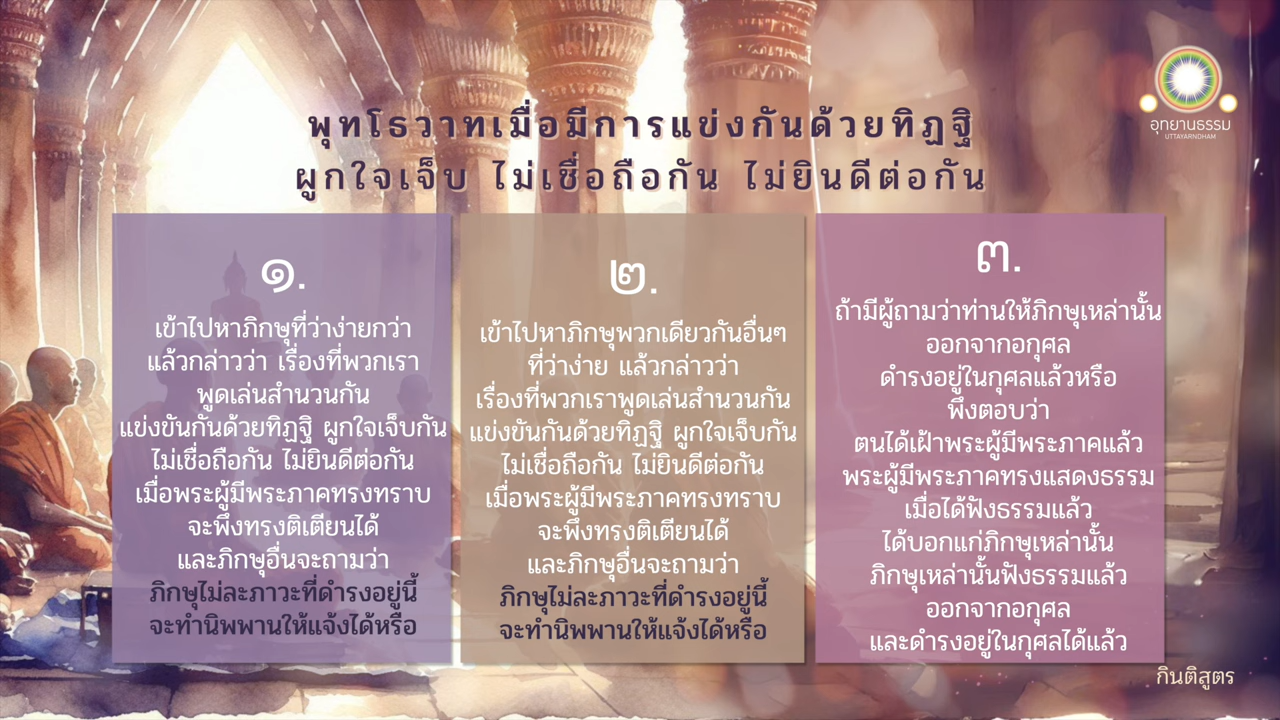 พุทโธวาทเมื่อมีการแข่งกันด้วยทิฏฐิ
ผูกใจเจ็บ ไม่เชื่อถือกัน ไม่ยินดีต่อกัน
อุทยานธรรม
UTTAYARNDHAM
๑.
เข้าไปหาภิกษุที่ว่าง่ายกว่า
แล้วกล่าวว่า เรื่องที่พวกเรา
พูดเล่นสำนวนกัน
แข่งขันกันด้วยทิฏฐิ ผูกใจเจ็บกัน
ไม่เชื่อถือกัน ไม่ยินดีต่อกัน
เมื่อพระผู้มีพระภาคทรงทราบ
จะพึงทรงติเตียนได้
และภิกษุอื่นจะถามว่า
ภิกษุไม่ละภาวะที่ดำรงอยู่นี้
จะทำนิพพานให้แจ้งได้หรือ
๒.
เข้าไปหาภิกษุพวกเดียวกันอื่นๆ
ที่ว่าง่าย แล้วกล่าวว่า
เรื่องที่พวกเราพูดเล่นสำนวนกัน
แข่งขันกันด้วยทิฏฐิ ผูกใจเจ็บกัน
ไม่เชื่อถือกัน ไม่ยินดีต่อกัน
เมื่อพระผู้มีพระภาคทรงทราบ
จะพึงทรงติเตียนได้
และภิกษุอื่นจะถามว่า
ภิกษุไม่ละภาวะที่ดำรงอยู่นี้
จะทำนิพพานให้แจ้งได้หรือ
๓.
ถ้ามีผู้ถามว่าท่านให้ภิกษุเหล่านั้น
ออกจากอกุศล
ดำรงอยู่ในกุศลแล้วหรือ
พึงตอบว่า
ตนได้เฝ้าพระผู้มีพระภาคแล้ว
พระผู้มีพระภาคทรงแสดงธรรม
เมื่อได้ฟังธรรมแล้ว
ได้บอกแก่ภิกษุเหล่านั้น
ภิกษุเหล่านั้นฟังธรรมแล้ว
ออกจากอกุศล
และดำรงอยู่ในกุศลได้แล้ว
กินติสูตร